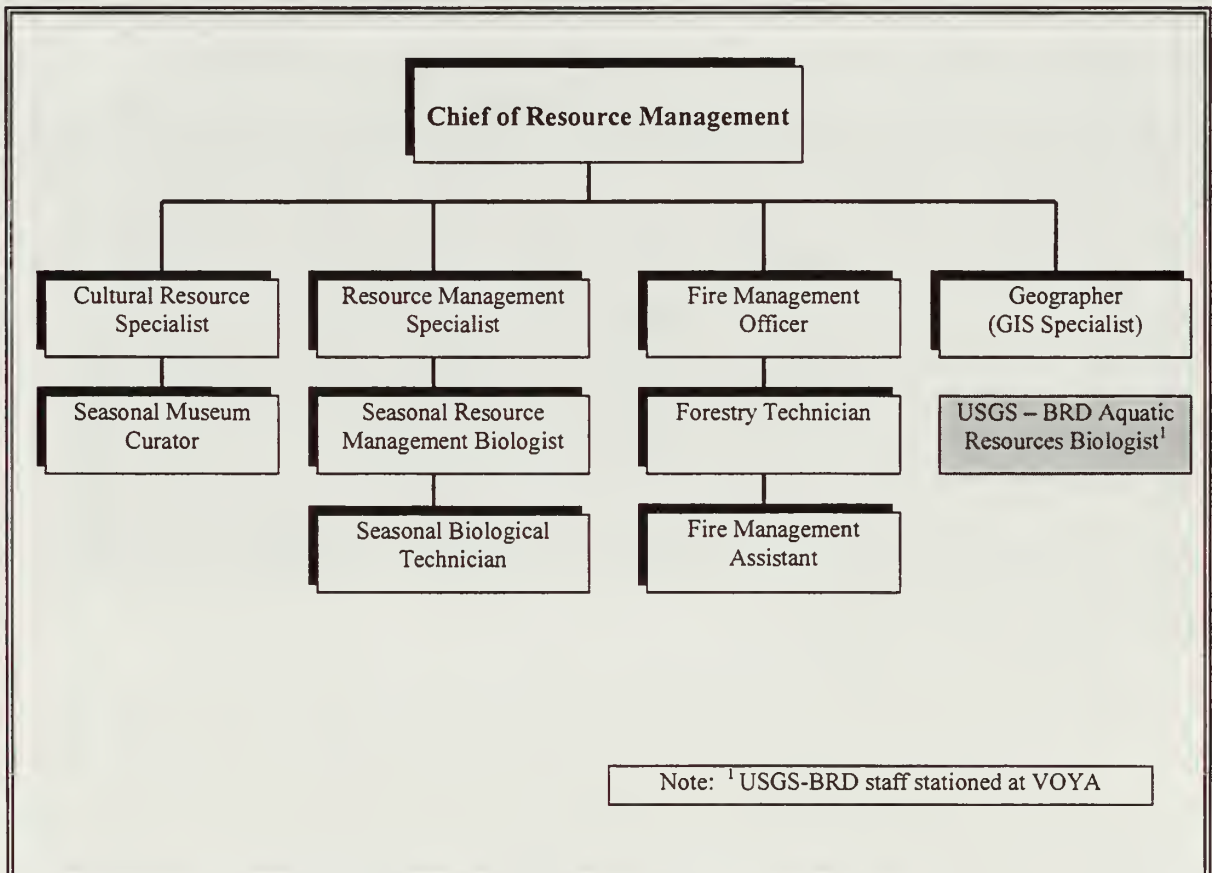 Chief of Resource Management
Cultural Resource
Specialist
Resource Management
Specialist
Fire Management
Officer
Geographer
(GIS Specialist)
Seasonal Museum
Curator
Seasonal Resource
Management Biologist
Forestry Technician
USGS – BRD Aquatic
Resources Biologist¹
Seasonal Biological
Technician
Fire Management
Assistant
Note: ¹ USGS-BRD staff stationed at VOYA